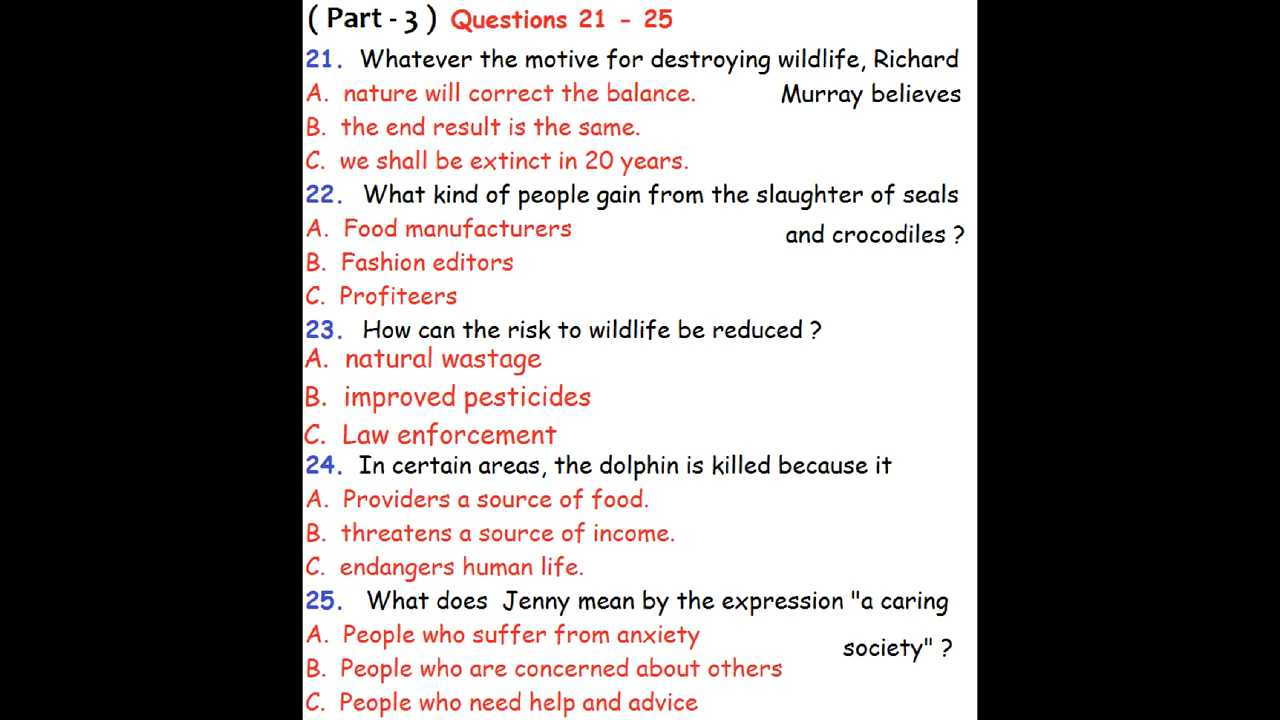 ( Part - 3 ) Questions 21 - 25
21. Whatever the motive for destroying wildlife, Richard
Murray believes
A. nature will correct the balance.
B. the end result is the same.
C. we shall be extinct in 20 years.
22. What kind of people gain from the slaughter of seals
and crocodiles ?
A. Food manufacturers
B. Fashion editors
C. Profiteers
23. How can the risk to wildlife be reduced ?
A. natural wastage
B. improved pesticides
C. Law enforcement
24. In certain areas, the dolphin is killed because it
A. Providers a source of food.
B. threatens a source of income.
C. endangers human life.
25. What does Jenny mean by the expression "a caring
society" ?
A. People who suffer from anxiety
B. People who are concerned about others
C. People who need help and advice